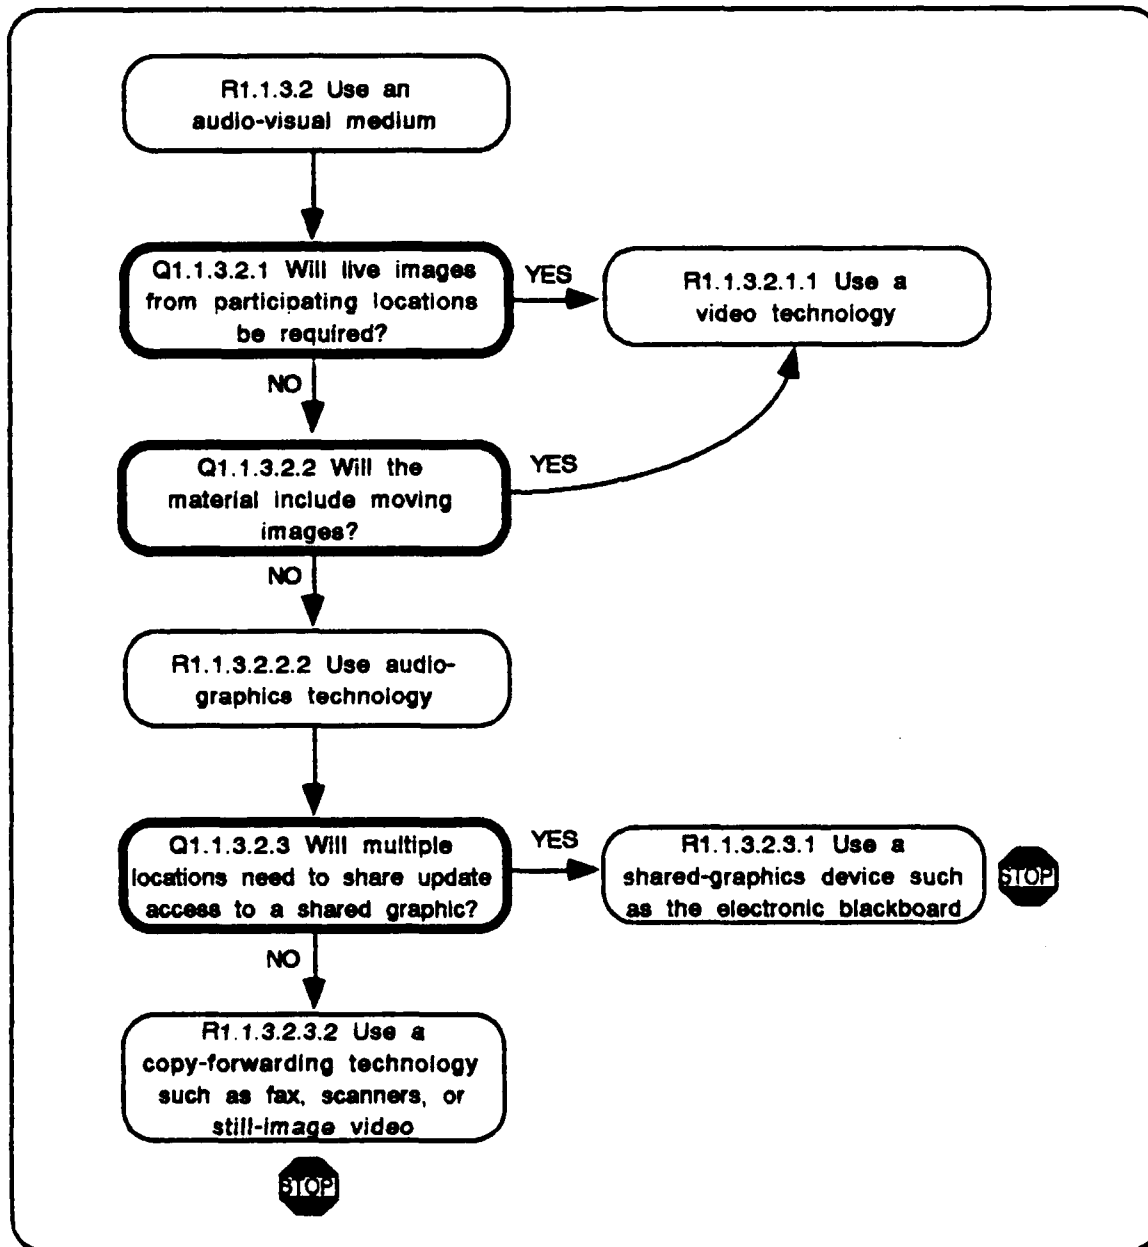 R1.1.3.2 Use an
audio-visual medium
Q1.1.3.2.1 Will live images
from participating locations
be required?
YES
R1.1.3.2.1.1 Use a
video technology
NO
Q1.1.3.2.2 Will the
material include moving
images?
YES
NO
R1.1.3.2.2.2 Use audio-
graphics technology
Q1.1.3.2.3 Will multiple
locations need to share update
access to a shared graphic?
YES
R1.1.3.2.3.1 Use a
shared-graphics device such
as the electronic blackboard
STOP
NO
R1.1.3.2.3.2 Use a
copy-forwarding technology
such as fax, scanners, or
still-image video
STOP